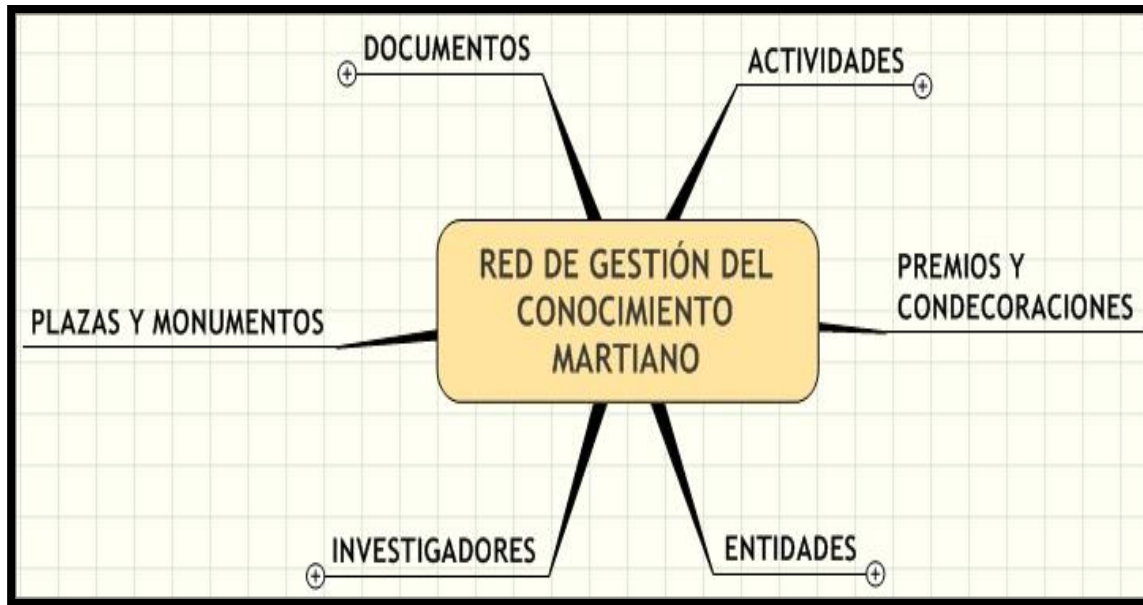 DOCUMENTOS
ACTIVIDADES
RED DE GESTIÓN DEL
CONOCIMIENTO
MARTIANO
PREMIOS Y
CONDECORACIONES
PLAZAS Y MONUMENTOS
INVESTIGADORES
ENTIDADES